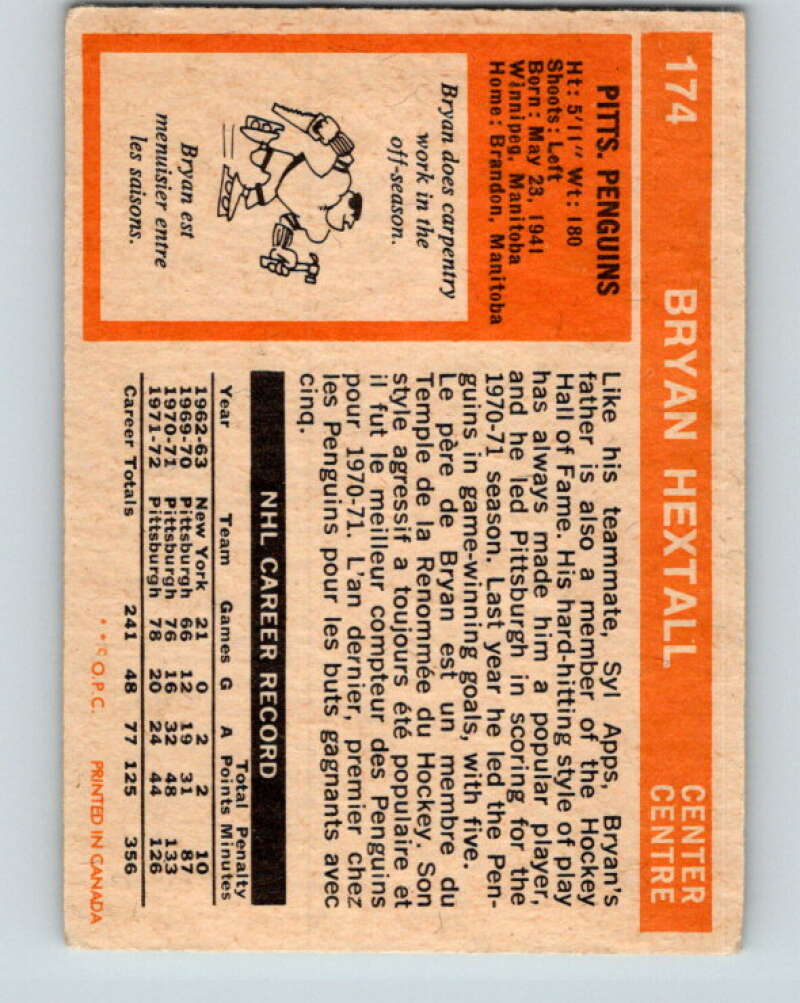 174 BRYAN HEXTALL CENTER
CENTRE
PITTS. PENGUINS
Ht: 5'11" Wt: 180
Shoots: Left
Born: May 23, 1941
Winnipeg, Manitoba
Home: Brandon, Manitoba
Bryan does carpentry
work in the
off-season.
Bryan est
menuisier entre
les saisons.
Like his teammate, Syl Apps, Bryan's
father is also a member of the Hockey
Hall of Fame. His hard-hitting style of play
has always made him a popular player,
and he led Pittsburgh in scoring for the
1970-71 season. Last year he led the Pen-
guins in game-winning goals, with five.
Le père de Bryan est un membre du
Temple de la Renommée du Hockey. Son
style agressif a toujours été populaire et
il fut le meilleur compteur des Penguins
pour 1970-71. L'an dernier, premier chez
les Penguins pour les buts gagnants avec
cinq.
NHL CAREER RECORD
Total Penalty
Year Team Games G A Points Minutes
1962-63 New York 21 0 2 2 10
1969-70 Pittsburgh 66 12 19 31 87
1970-71 Pittsburgh 76 16 32 48 133
1971-72 Pittsburgh 78 20 24 44 126
Career Totals 241 48 77 125 356
* * © O.P.C. PRINTED IN CANADA